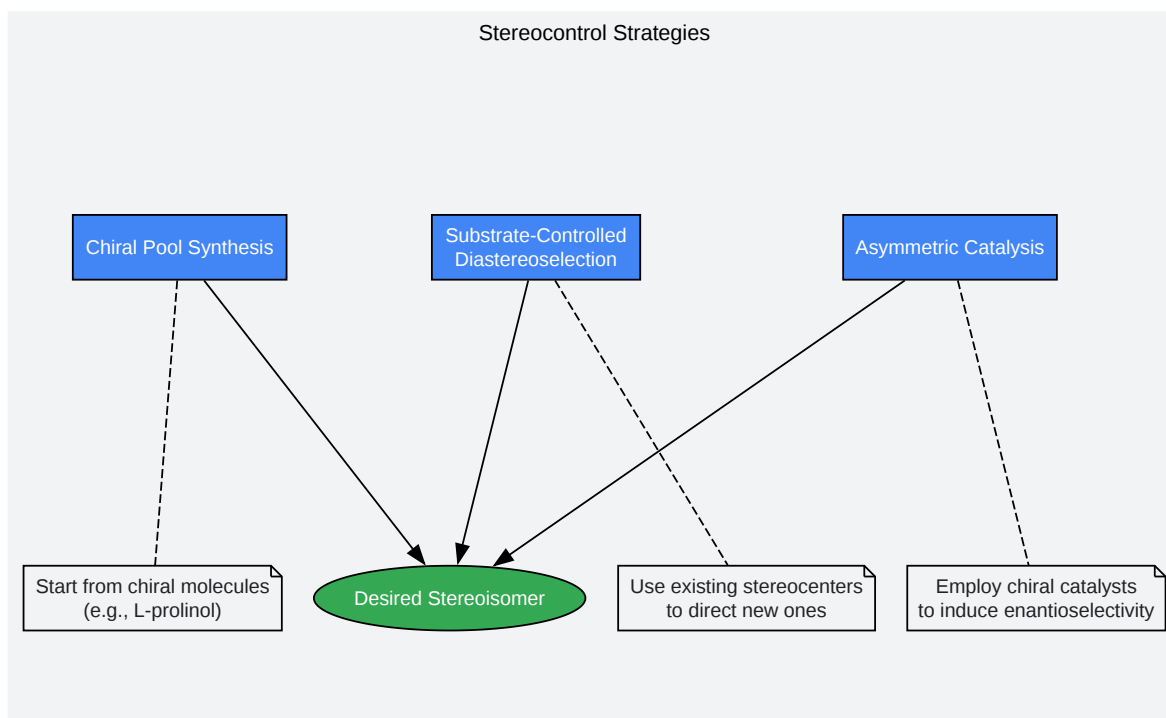 Stereocontrol Strategies
Chiral Pool Synthesis
Substrate-Controlled
Diastereoselection
Asymmetric Catalysis
Start from chiral molecules
(e.g., L-prolinol)
Desired Stereoisomer
Use existing stereocenters
to direct new ones
Employ chiral catalysts
to induce enantioselectivity